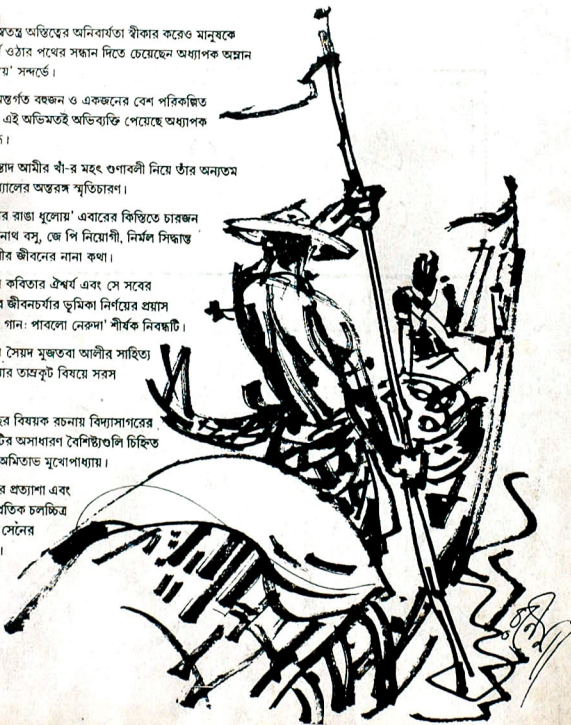 স্বতন্ত্র অস্তিত্বের অনিবার্যতা স্বীকার করেও মানুষকে
ওঠার পথের সন্ধান দিতে চেয়েছেন অধ্যাপক অম্লান
সন্দর্ভে।
বহুজন ও একজনের বেশ পরিকল্পিত
এই অভিমতই অভিব্যক্তি পেয়েছে অধ্যাপক
আমীর খাঁ-র মহৎ গুণাবলী নিয়ে তাঁর অন্যতম
অন্তরঙ্গ স্মৃতিচারণ।
রাঙা ধুলোয়' এবারের কিস্তিতে চারজন
বসু, জে পি নিয়োগী, নির্মল সিদ্ধান্ত
জীবনের নানা কথা।
কবিতার ঐশ্বর্য এবং সে সবের
জীবনচর্যার ভূমিকা নির্ণয়ের প্রয়াস
গান: পাবলো নেরুদা' শীর্ষক নিবন্ধটি।
সৈয়দ মুজতবা আলীর সাহিত্য
তাম্রকূট বিষয়ে সরস
বিষয়ক রচনায় বিদ্যাসাগরের
অসাধারণ বৈশিষ্ট্যগুলি চিহ্নিত
অমিতাভ মুখোপাধ্যায়।
প্রত্যাশা এবং
চলচ্চিত্র
সেনের